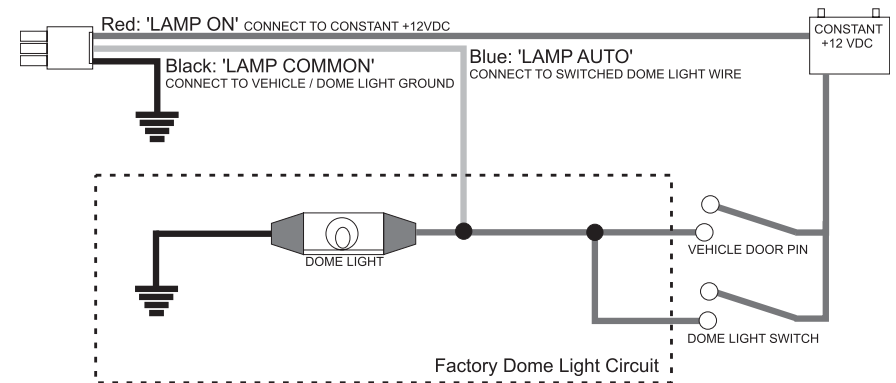 Red: 'LAMP ON' CONNECT TO CONSTANT +12VDC
CONSTANT
+12 VDC
Blue: 'LAMP AUTO'
CONNECT TO SWITCHED DOME LIGHT WIRE
Black: 'LAMP COMMON'
CONNECT TO VEHICLE / DOME LIGHT GROUND
DOME LIGHT
VEHICLE DOOR PIN
DOME LIGHT SWITCH
Factory Dome Light Circuit